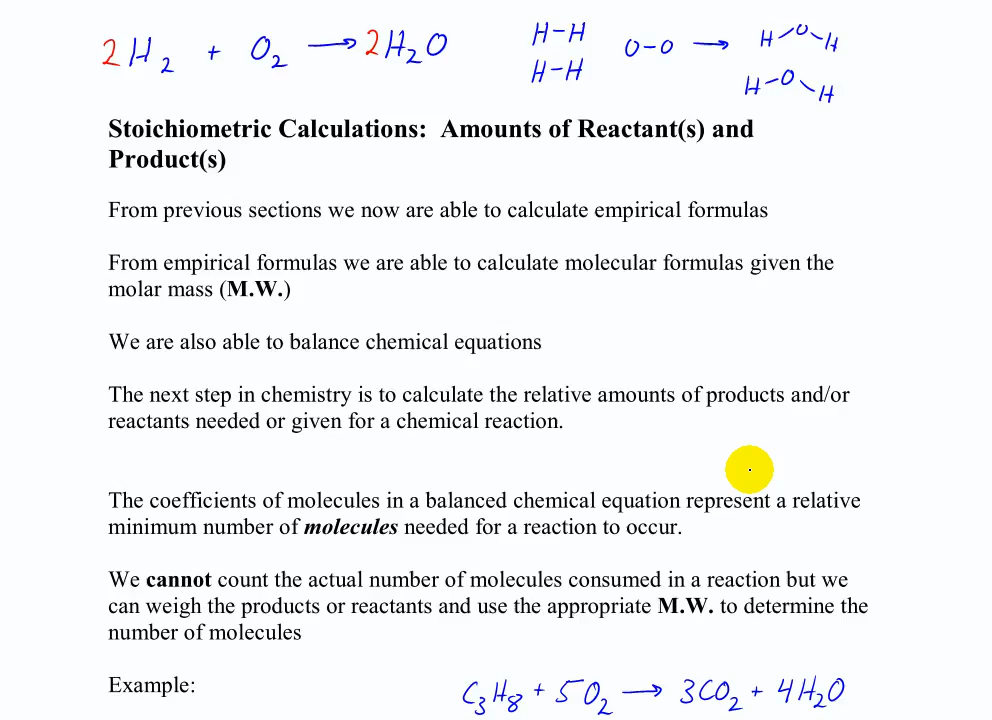 2H₂ + O₂ → 2H₂O H-H O-O → H-O-H
H-H H-O-H
Stoichiometric Calculations: Amounts of Reactant(s) and
Product(s)
From previous sections we now are able to calculate empirical formulas
From empirical formulas we are able to calculate molecular formulas given the
molar mass (M.W.)
We are also able to balance chemical equations
The next step in chemistry is to calculate the relative amounts of products and/or
reactants needed or given for a chemical reaction.
The coefficients of molecules in a balanced chemical equation represent a relative
minimum number of molecules needed for a reaction to occur.
We cannot count the actual number of molecules consumed in a reaction but we
can weigh the products or reactants and use the appropriate M.W. to determine the
number of molecules
Example: C₃H₈ + 5O₂ → 3CO₂ + 4H₂O